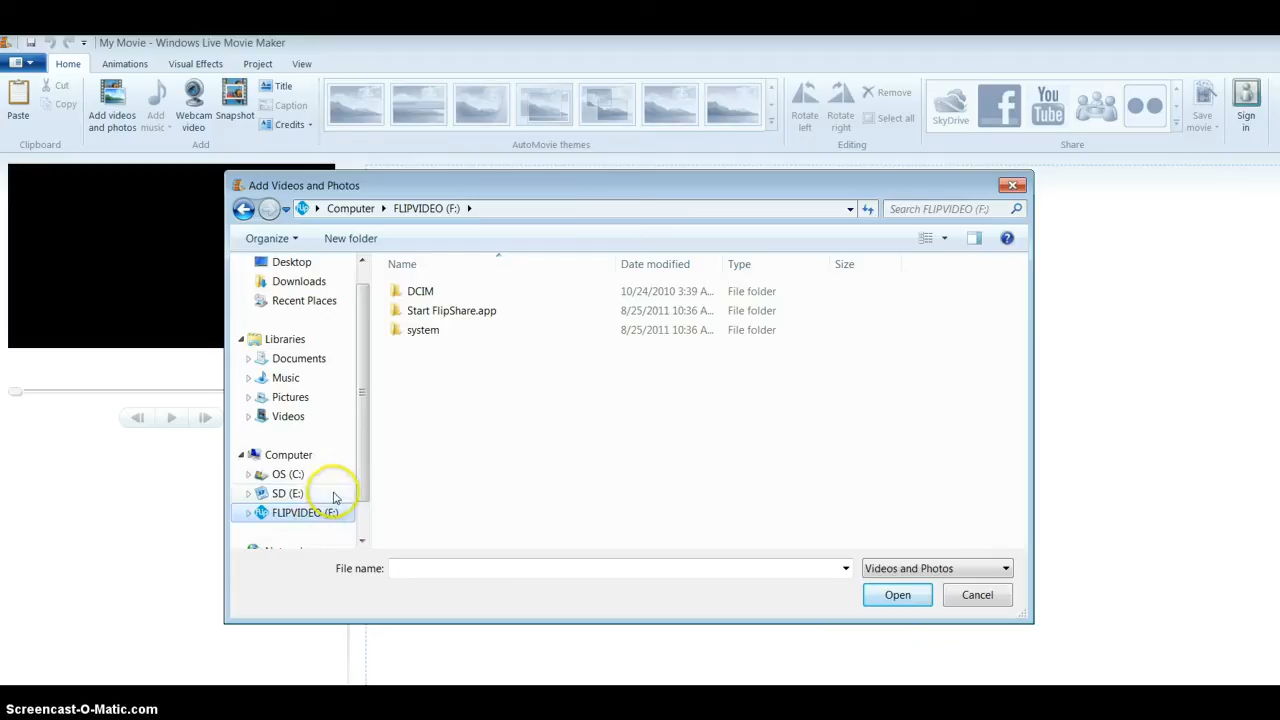 My Movie - Windows Live Movie Maker
Home Animations Visual Effects Project View
Paste
Cut
Copy
Clipboard
Add videos and photos
Add music
Webcam video
Snapshot
Title
Caption
Credits
Add
AutoMovie themes
Rotate left
Rotate right
Remove
Select all
Editing
SkyDrive
You Tube
Share
Save movie
Sign in
Add Videos and Photos
flip Computer FLIPVIDEO (F:)
Search FLIPVIDEO (F:)
Organize New folder
Desktop
Downloads
Recent Places
Libraries
Documents
Music
Pictures
Videos
Computer
OS (C:)
SD (E:)
FLIPVIDEO (F:)
Name Date modified Type Size
DCIM 10/24/2010 3:39 A... File folder
Start FlipShare.app 8/25/2011 10:36 A... File folder
system 8/25/2011 10:36 A... File folder
File name:
Videos and Photos
Open Cancel
Screencast-O-Matic.com